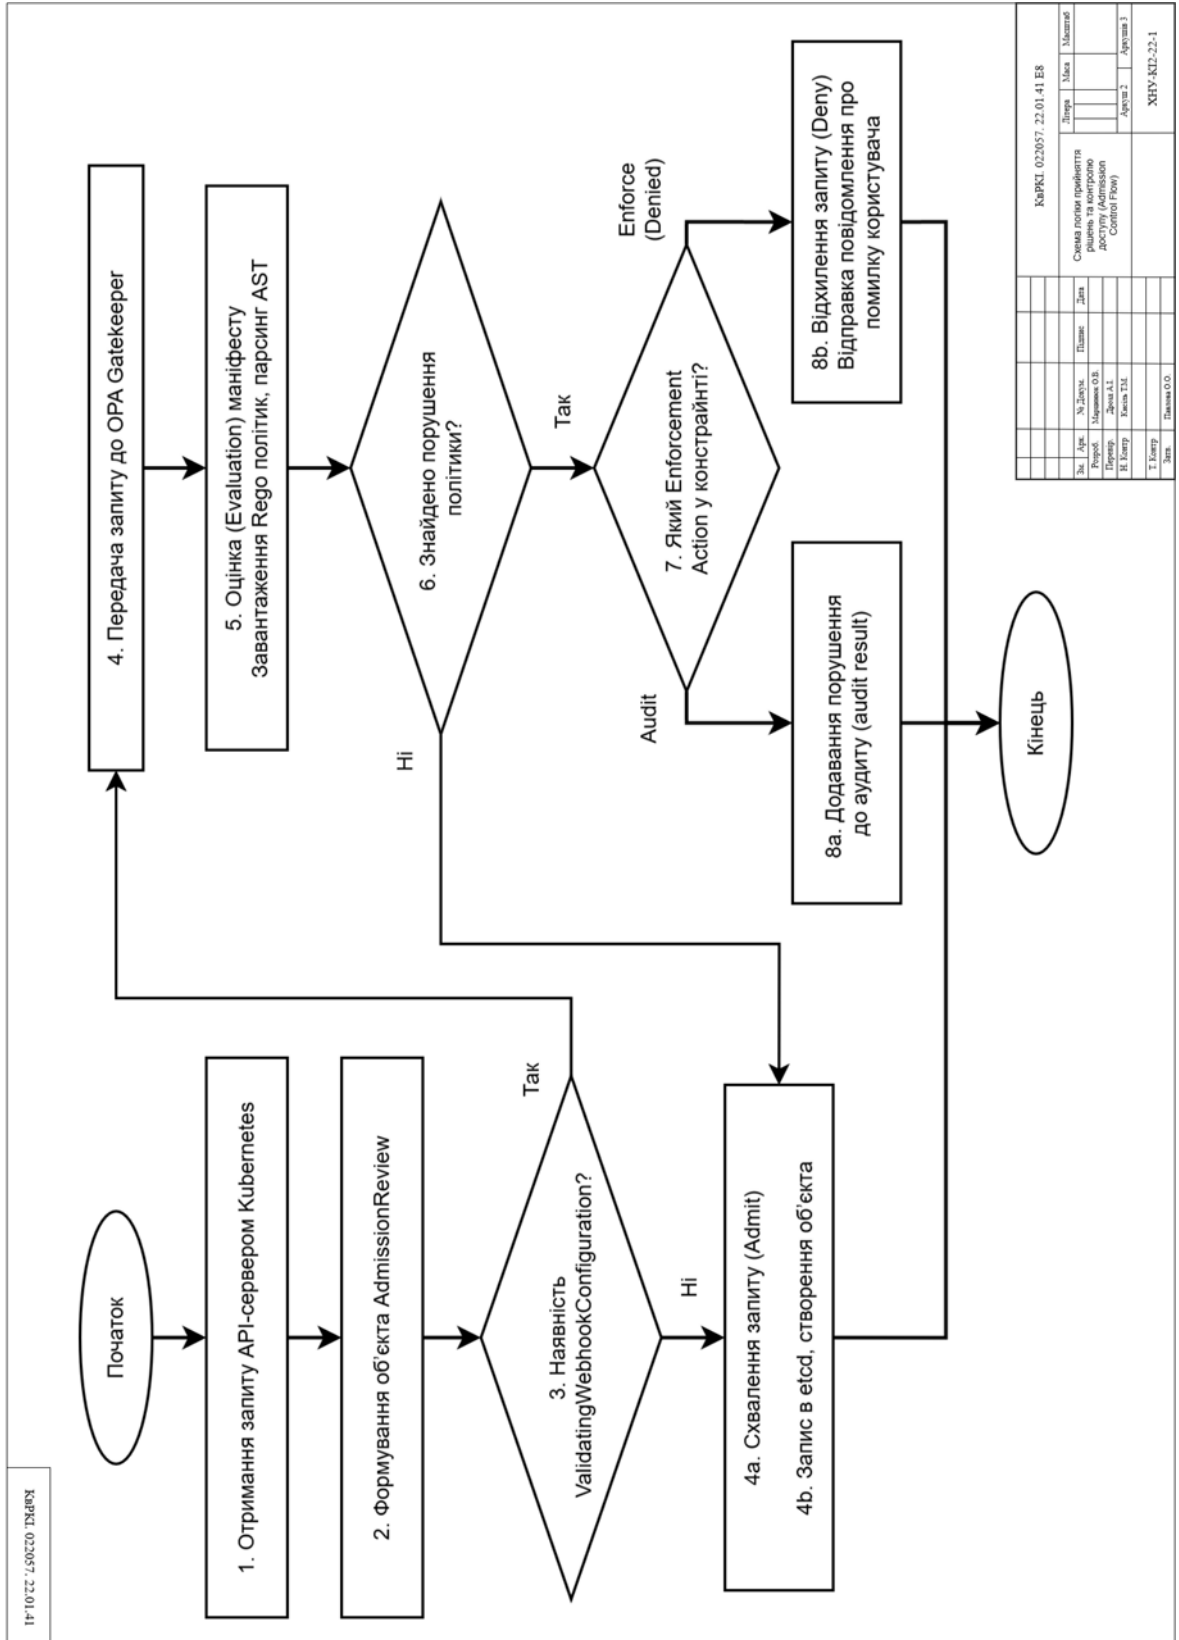 КвРКІ. 022057. 22.01.41
Початок
1. Отримання запиту API-сервером Kubernetes
2. Формування об'єкта AdmissionReview
3. Наявність
ValidatingWebhookConfiguration?
Так
Ні
4a. Схвалення запиту (Admit)
4b. Запис в etcd, створення об'єкта
4. Передача запиту до OPA Gatekeeper
5. Оцінка (Evaluation) маніфесту
Завантаження Rego політик, парсинг AST
6. Знайдено порушення
політики?
Ні
Так
7. Який Enforcement
Action у констрайнті?
Audit
Enforce
(Denied)
8a. Додавання порушення
до аудиту (audit result)
8b. Відхилення запиту (Deny)
Відправка повідомлення про
помилку користувача
Кінець
КвРКІ. 022057. 22.01.41 Е8
Зм. Арк. № Докум. Підпис Дата
Розроб. Марценюк О.В.
Перевір. Дрозд А.І.
Н. Контр Кисіль Т.М.
Т. Контр
Затв. Павлова О.О.
Схема логіки прийняття
рішень та контролю
доступу (Admission
Control Flow)
Літера Маса Масштаб
Аркуш 2 Аркушів 3
ХНУ-КІ2-22-1